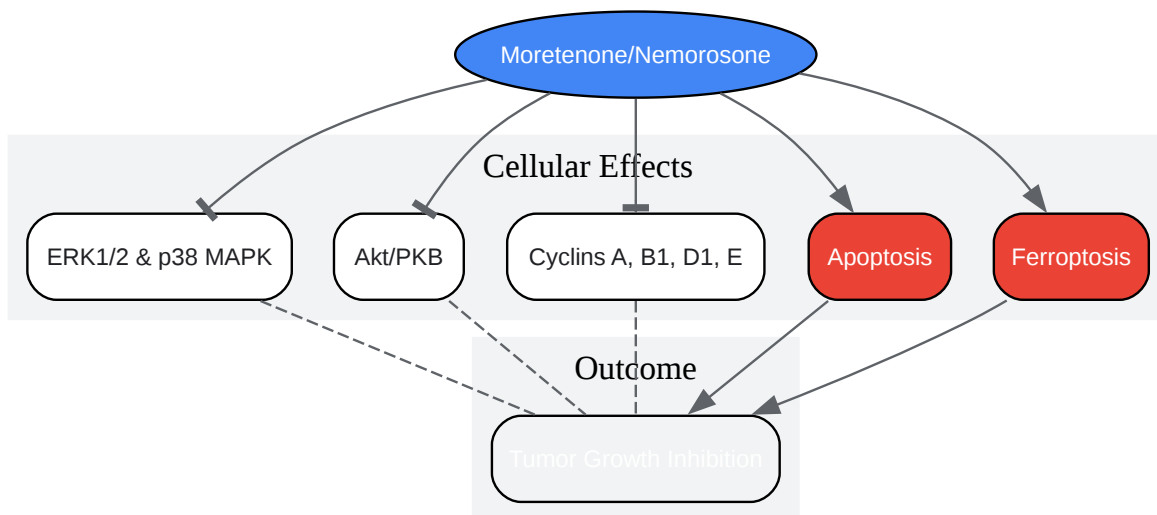 Moretenone/Nemorosone
Cellular Effects
ERK1/2 & p38 MAPK
Akt/PKB
Cyclins A, B1, D1, E
Apoptosis
Ferroptosis
Outcome
Tumor Growth Inhibition